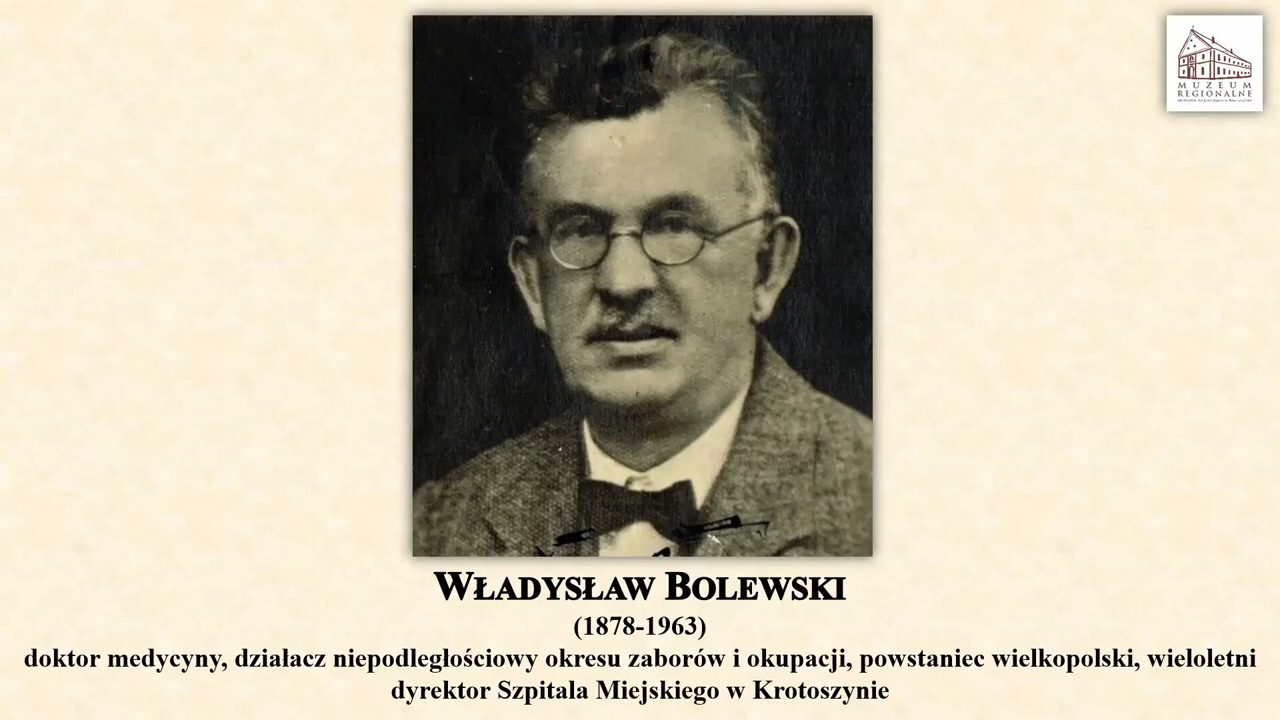 MUZEUM
REGIONALNE
WŁADYSŁAW BOLEWSKI
(1878-1963)
doktor medycyny, działacz niepodległościowy okresu zaborów i okupacji, powstaniec wielkopolski, wieloletni
dyrektor Szpitala Miejskiego w Krotoszynie